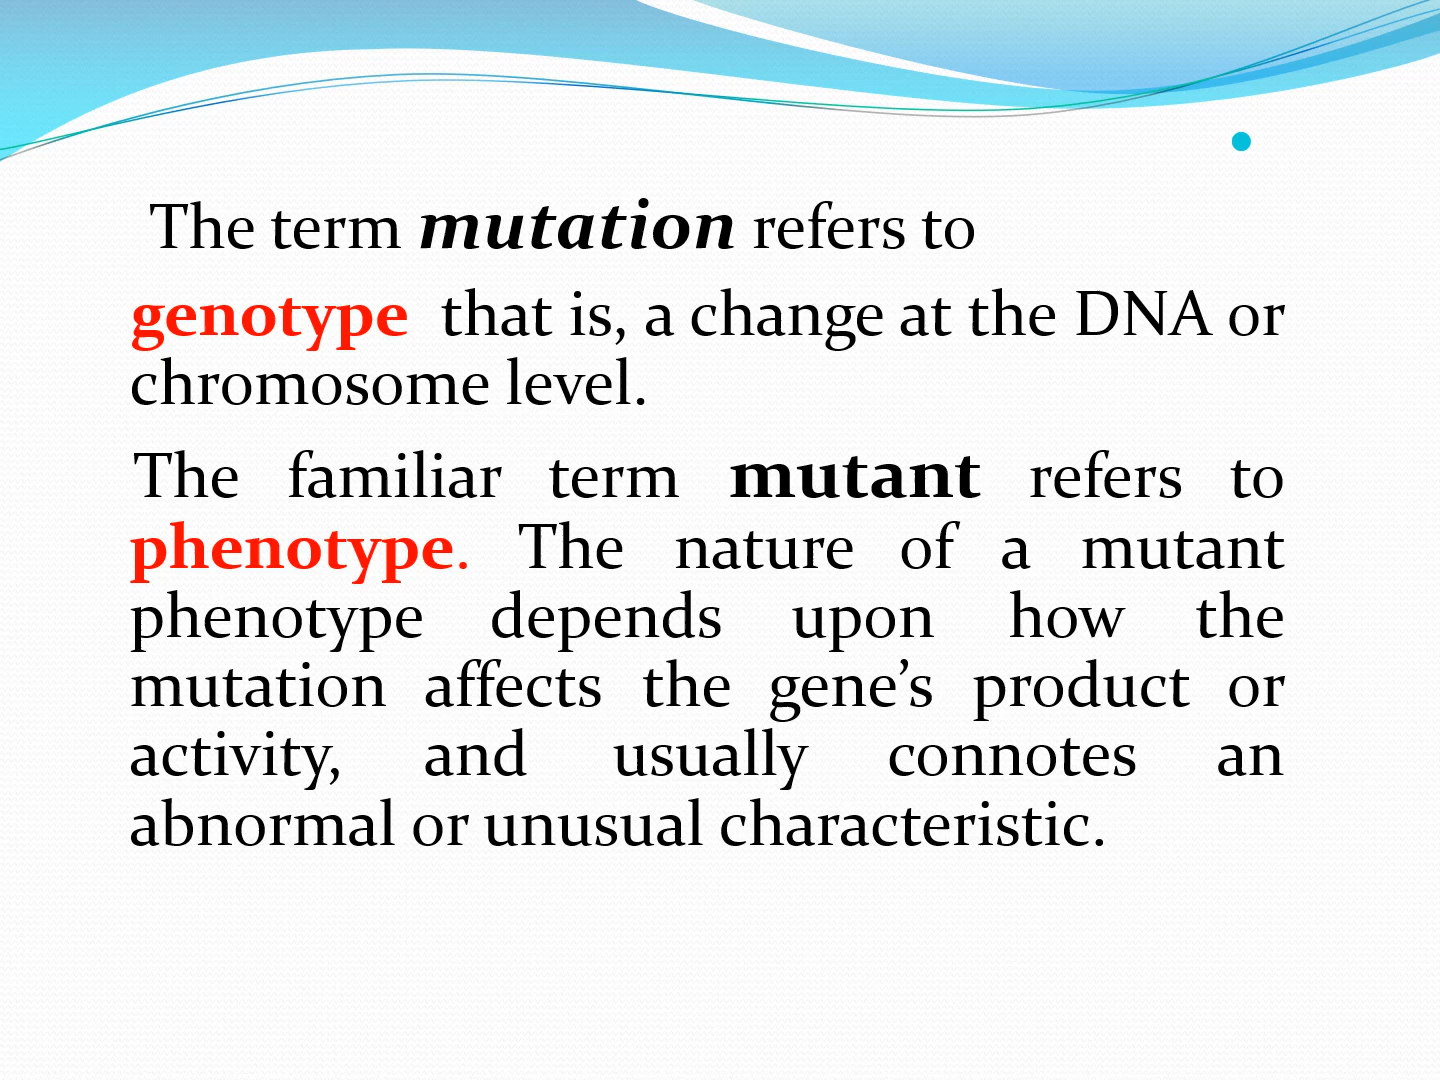 The term mutation refers to
genotype that is, a change at the DNA or
chromosome level.
The familiar term mutant refers to
phenotype. The nature of a mutant
phenotype depends upon how the
mutation affects the gene’s product or
activity, and usually connotes an
abnormal or unusual characteristic.